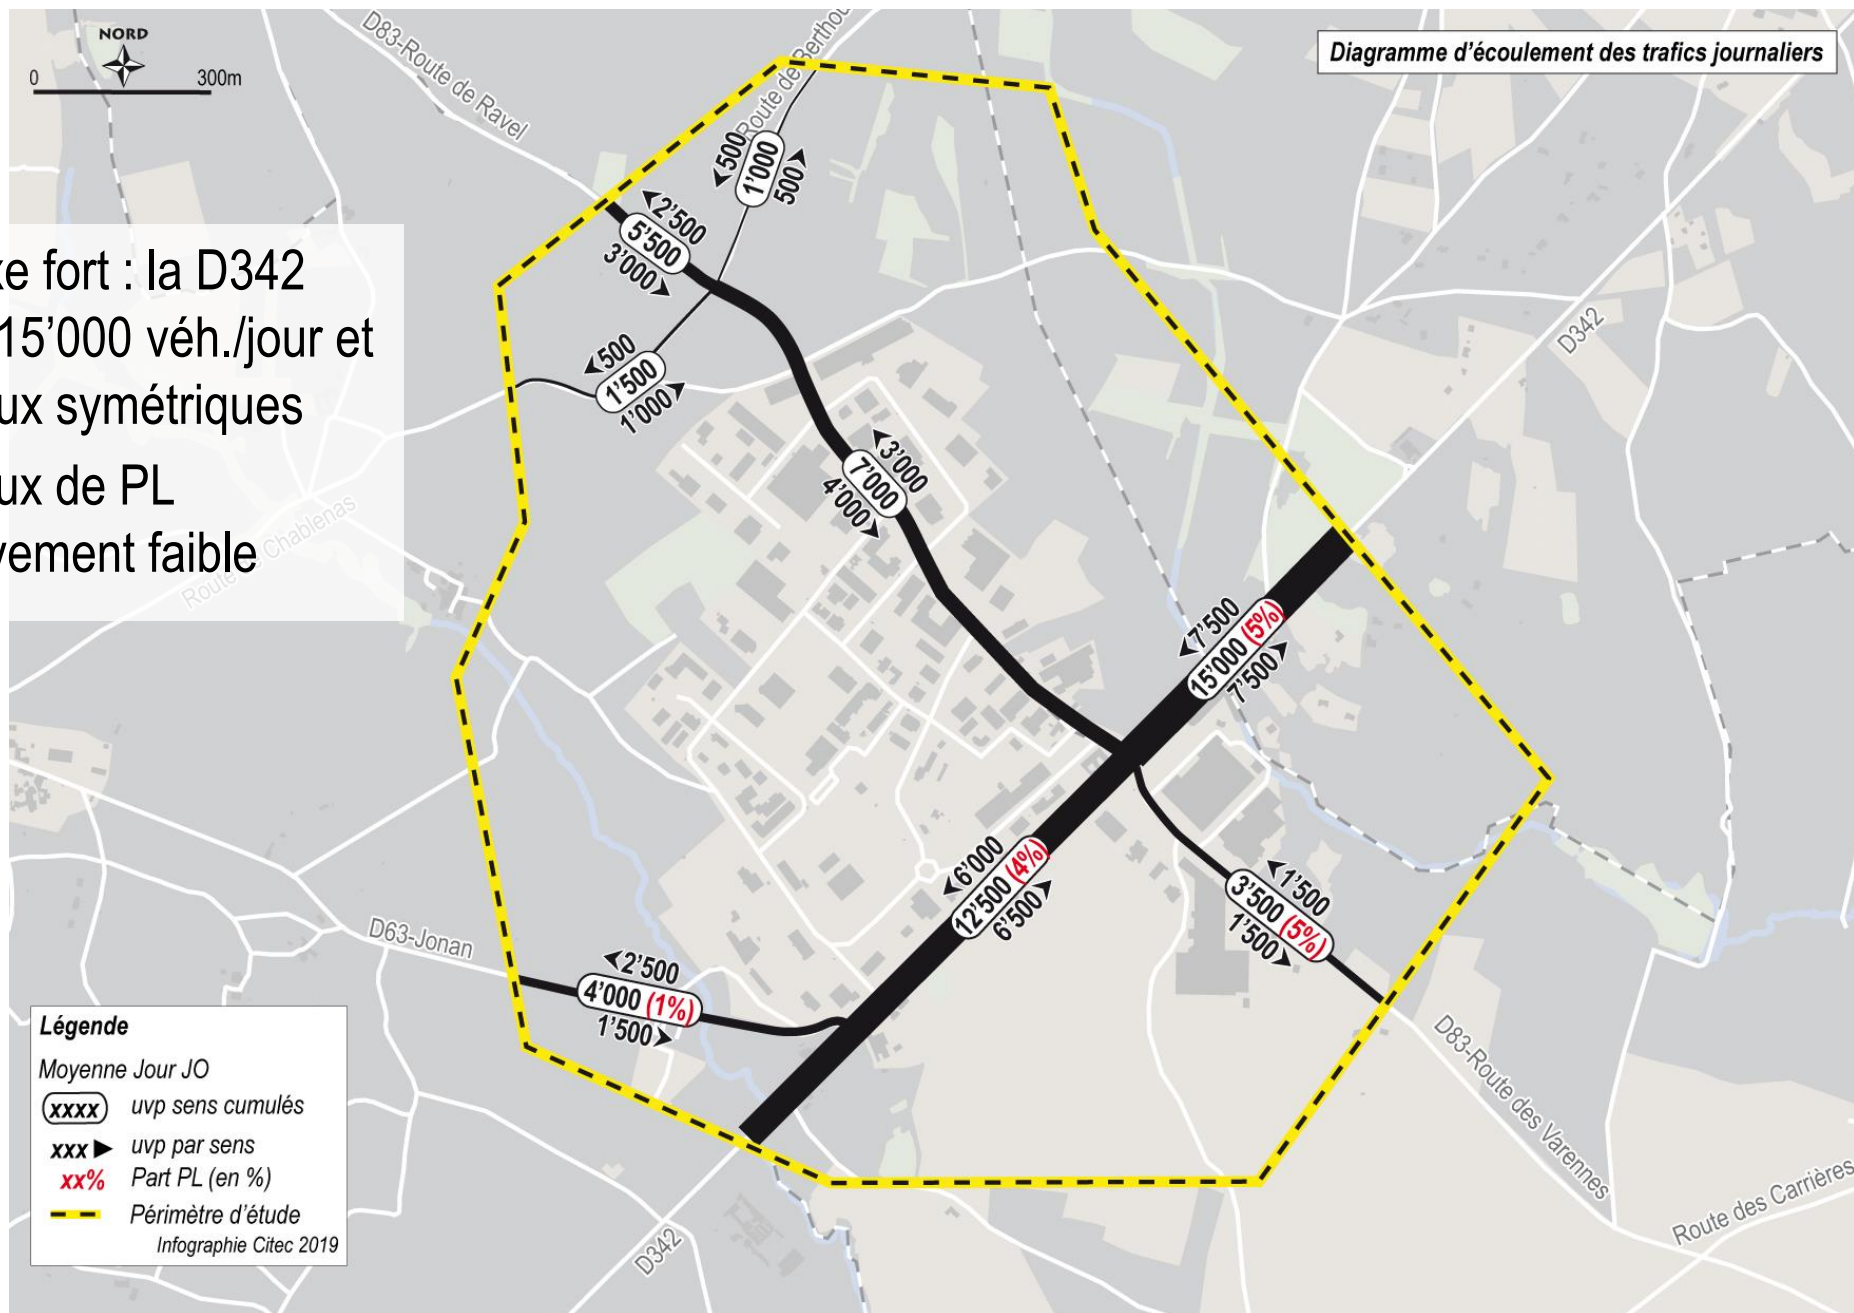 NORD
0 300m
Diagramme d'écoulement des trafics journaliers
D83-Route de Ravel
Route de Bertho
◄500
1'000
500►
◄2'500
5'500
3'000►
xe fort : la D342
15'000 véh./jour et
ux symétriques
ux de PL
vement faible
◄500
1'500
1'000►
D342
◄3'000
7'000
4'000►
Route de Chablenas
◄7'500
15'000 (5%)
7'500►
◄6'000
12'500 (4%)
6'500►
◄1'500
3'500 (5%)
1'500►
D63-Jonan
◄2'500
4'000 (1%)
1'500►
D83-Route des Varennes
Route des Carrières
D342
Légende
Moyenne Jour JO
xxxx uvp sens cumulés
xxx► uvp par sens
xx% Part PL (en %)
Périmètre d'étude
Infographie Citec 2019